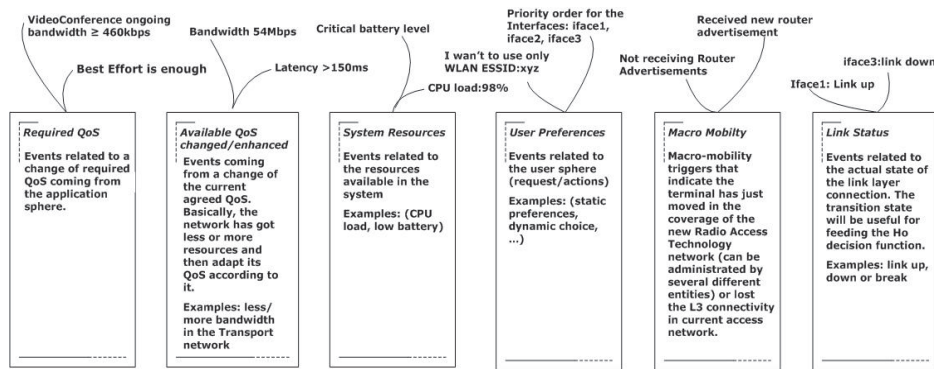 VideoConference ongoing
bandwidth ≥ 460kbps
Best Effort is enough
Bandwidth 54Mbps
Latency >150ms
Critical battery level
CPU load:98%
Priority order for the
Interfaces: iface1,
iface2, iface3
I wan't to use only
WLAN ESSID:xyz
Received new router
advertisement
Not receiving Router
Advertisements
iface3:link down
Iface1: Link up
Required QoS
Events related to a
change of required
QoS coming from
the application
sphere.
Available QoS
changed/enhanced
Events coming
from a change of
the current
agreed QoS.
Basically, the
network has got
less or more
resources and
then adapt its
QoS according to
it.
Examples: less/
more bandwidth
in the Transport
network
System Resources
Events related to
the resources
available in the
system
Examples: (CPU
load, low battery)
User Preferences
Events related to
the user sphere
(request/actions)
Examples: (static
preferences,
dynamic choice,
...)
Macro Mobilty
Macro-mobility
triggers that
indicate the
terminal has just
moved in the
coverage of the
new Radio Access
Technology
network (can be
administrated by
several different
entities) or lost
the L3 connectivity
in current access
network.
Link Status
Events related to
the actual state of
the link layer
connection. The
transition state
will be useful for
feeding the Ho
decision function.
Examples: link up,
down or break